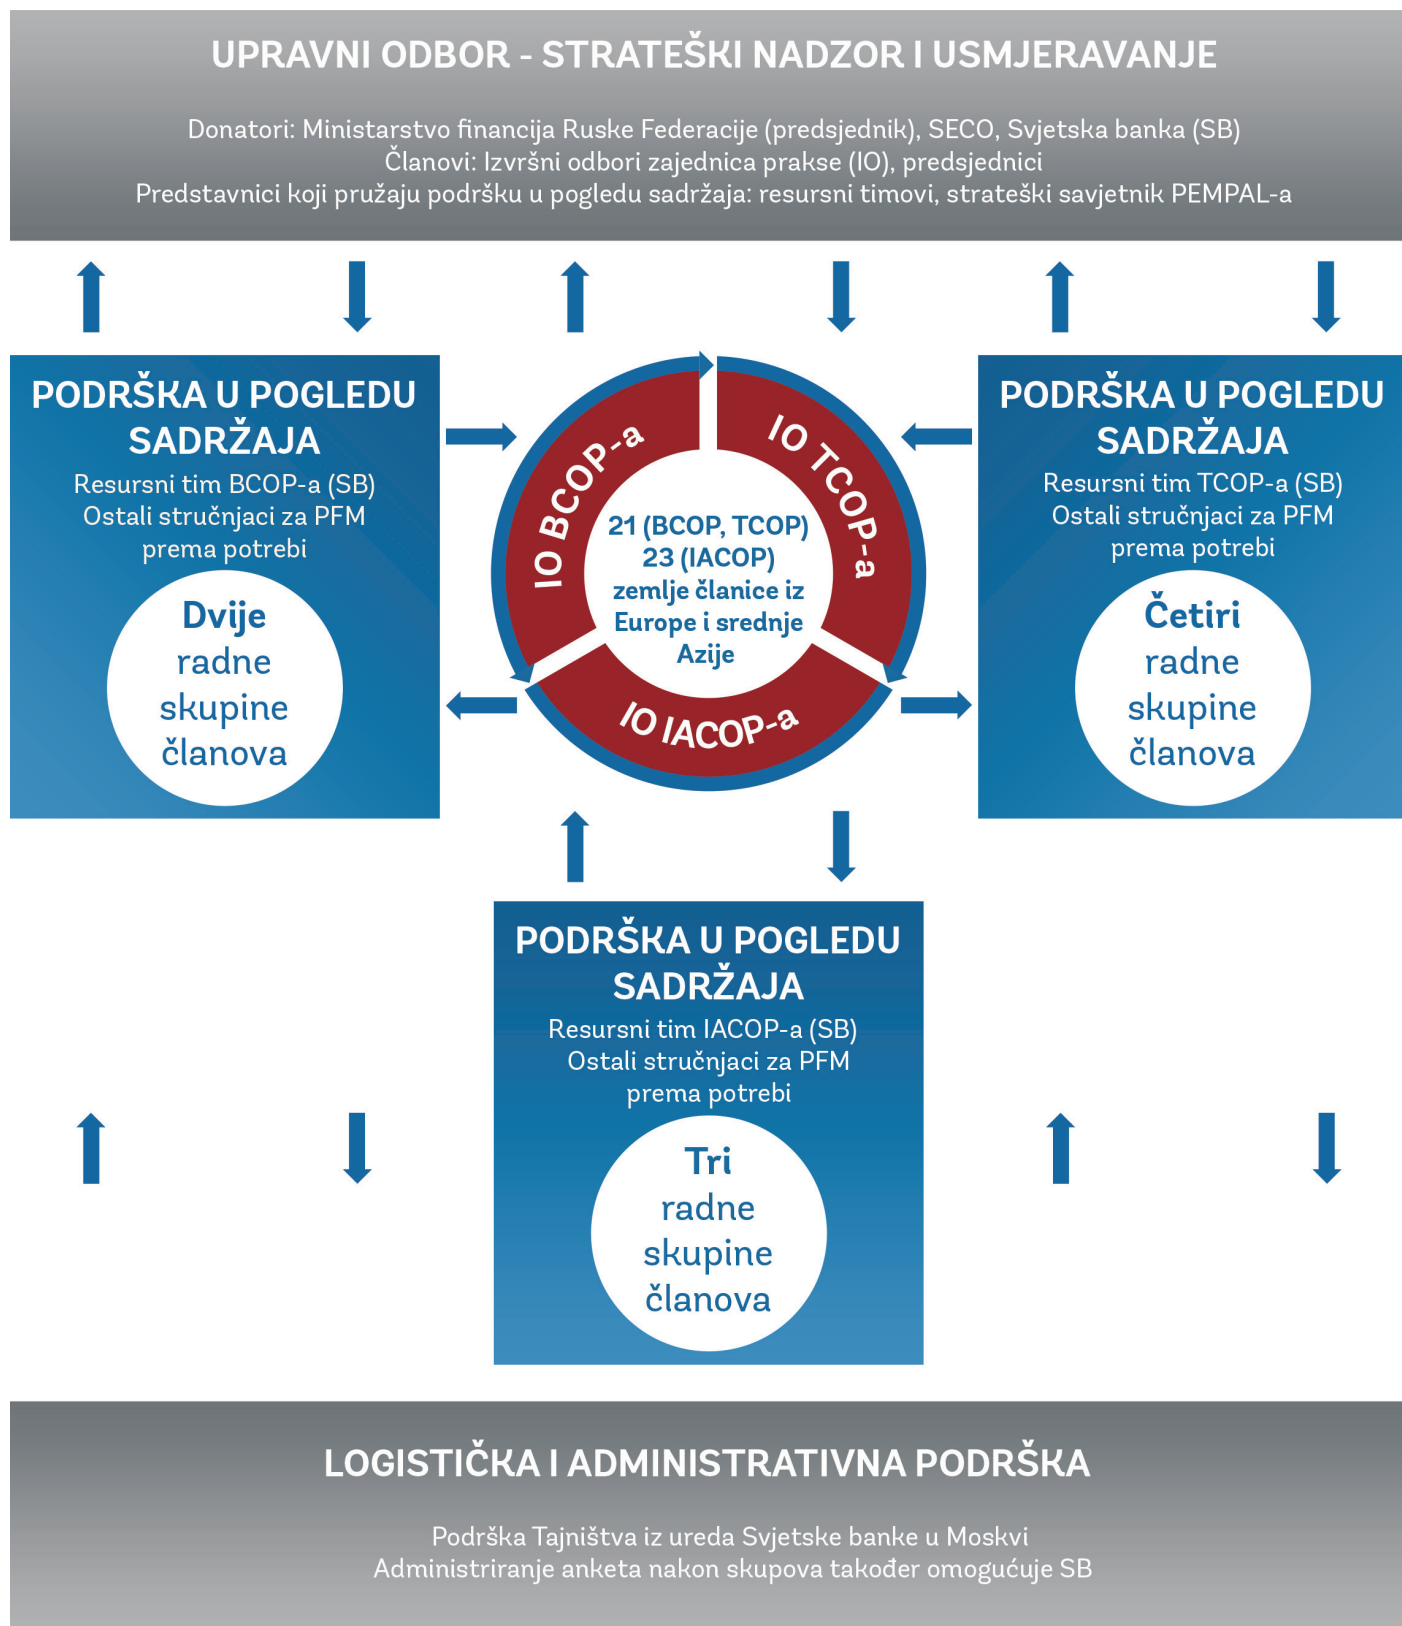 UPRAVNI ODBOR - STRATEŠKI NADZOR I USMJERAVANJE
Donatori: Ministarstvo financija Ruske Federacije (predsjednik), SECO, Svjetska banka (SB)
Članovi: Izvršni odbori zajednica prakse (IO), predsjednici
Predstavnici koji pružaju podršku u pogledu sadržaja: resursni timovi, strateški savjetnik PEMPAL-a
PODRŠKA U POGLEDU
SADRŽAJA
Resursni tim BCOP-a (SB)
Ostali stručnjaci za PFM
prema potrebi
Dvije
radne
skupine
članova
IO BCOP-a
IO TCOP-a
IO IACOP-a
21 (BCOP, TCOP)
23 (IACOP)
zemlje članice iz
Europe i srednje
Azije
PODRŠKA U POGLEDU
SADRŽAJA
Resursni tim TCOP-a (SB)
Ostali stručnjaci za PFM
prema potrebi
Četiri
radne
skupine
članova
PODRŠKA U POGLEDU
SADRŽAJA
Resursni tim IACOP-a (SB)
Ostali stručnjaci za PFM
prema potrebi
Tri
radne
skupine
članova
LOGISTIČKA I ADMINISTRATIVNA PODRŠKA
Podrška Tajništva iz ureda Svjetske banke u Moskvi
Administriranje anketa nakon skupova također omogućuje SB